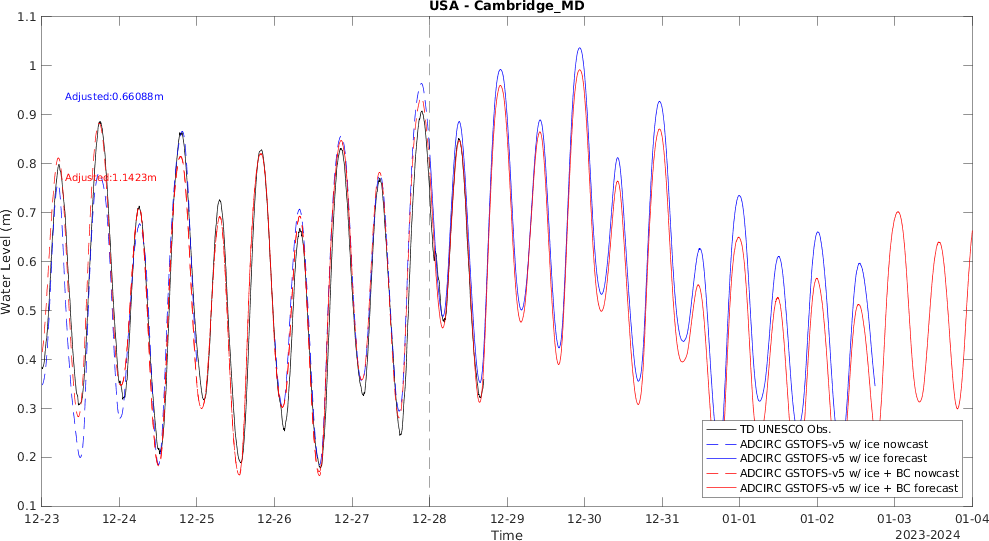 USA - Cambridge_MD
Water Level (m)
1.1
1
0.9
0.8
0.7
0.6
0.5
0.4
0.3
0.2
0.1
Adjusted:0.66088m
Adjusted:1.1423m
TD UNESCO Obs.
ADCIRC GSTOFS-v5 w/ ice nowcast
ADCIRC GSTOFS-v5 w/ ice forecast
ADCIRC GSTOFS-v5 w/ ice + BC nowcast
ADCIRC GSTOFS-v5 w/ ice + BC forecast
12-23 12-24 12-25 12-26 12-27 12-28 12-29 12-30 12-31 01-01 01-02 01-03 01-04
Time
2023-2024